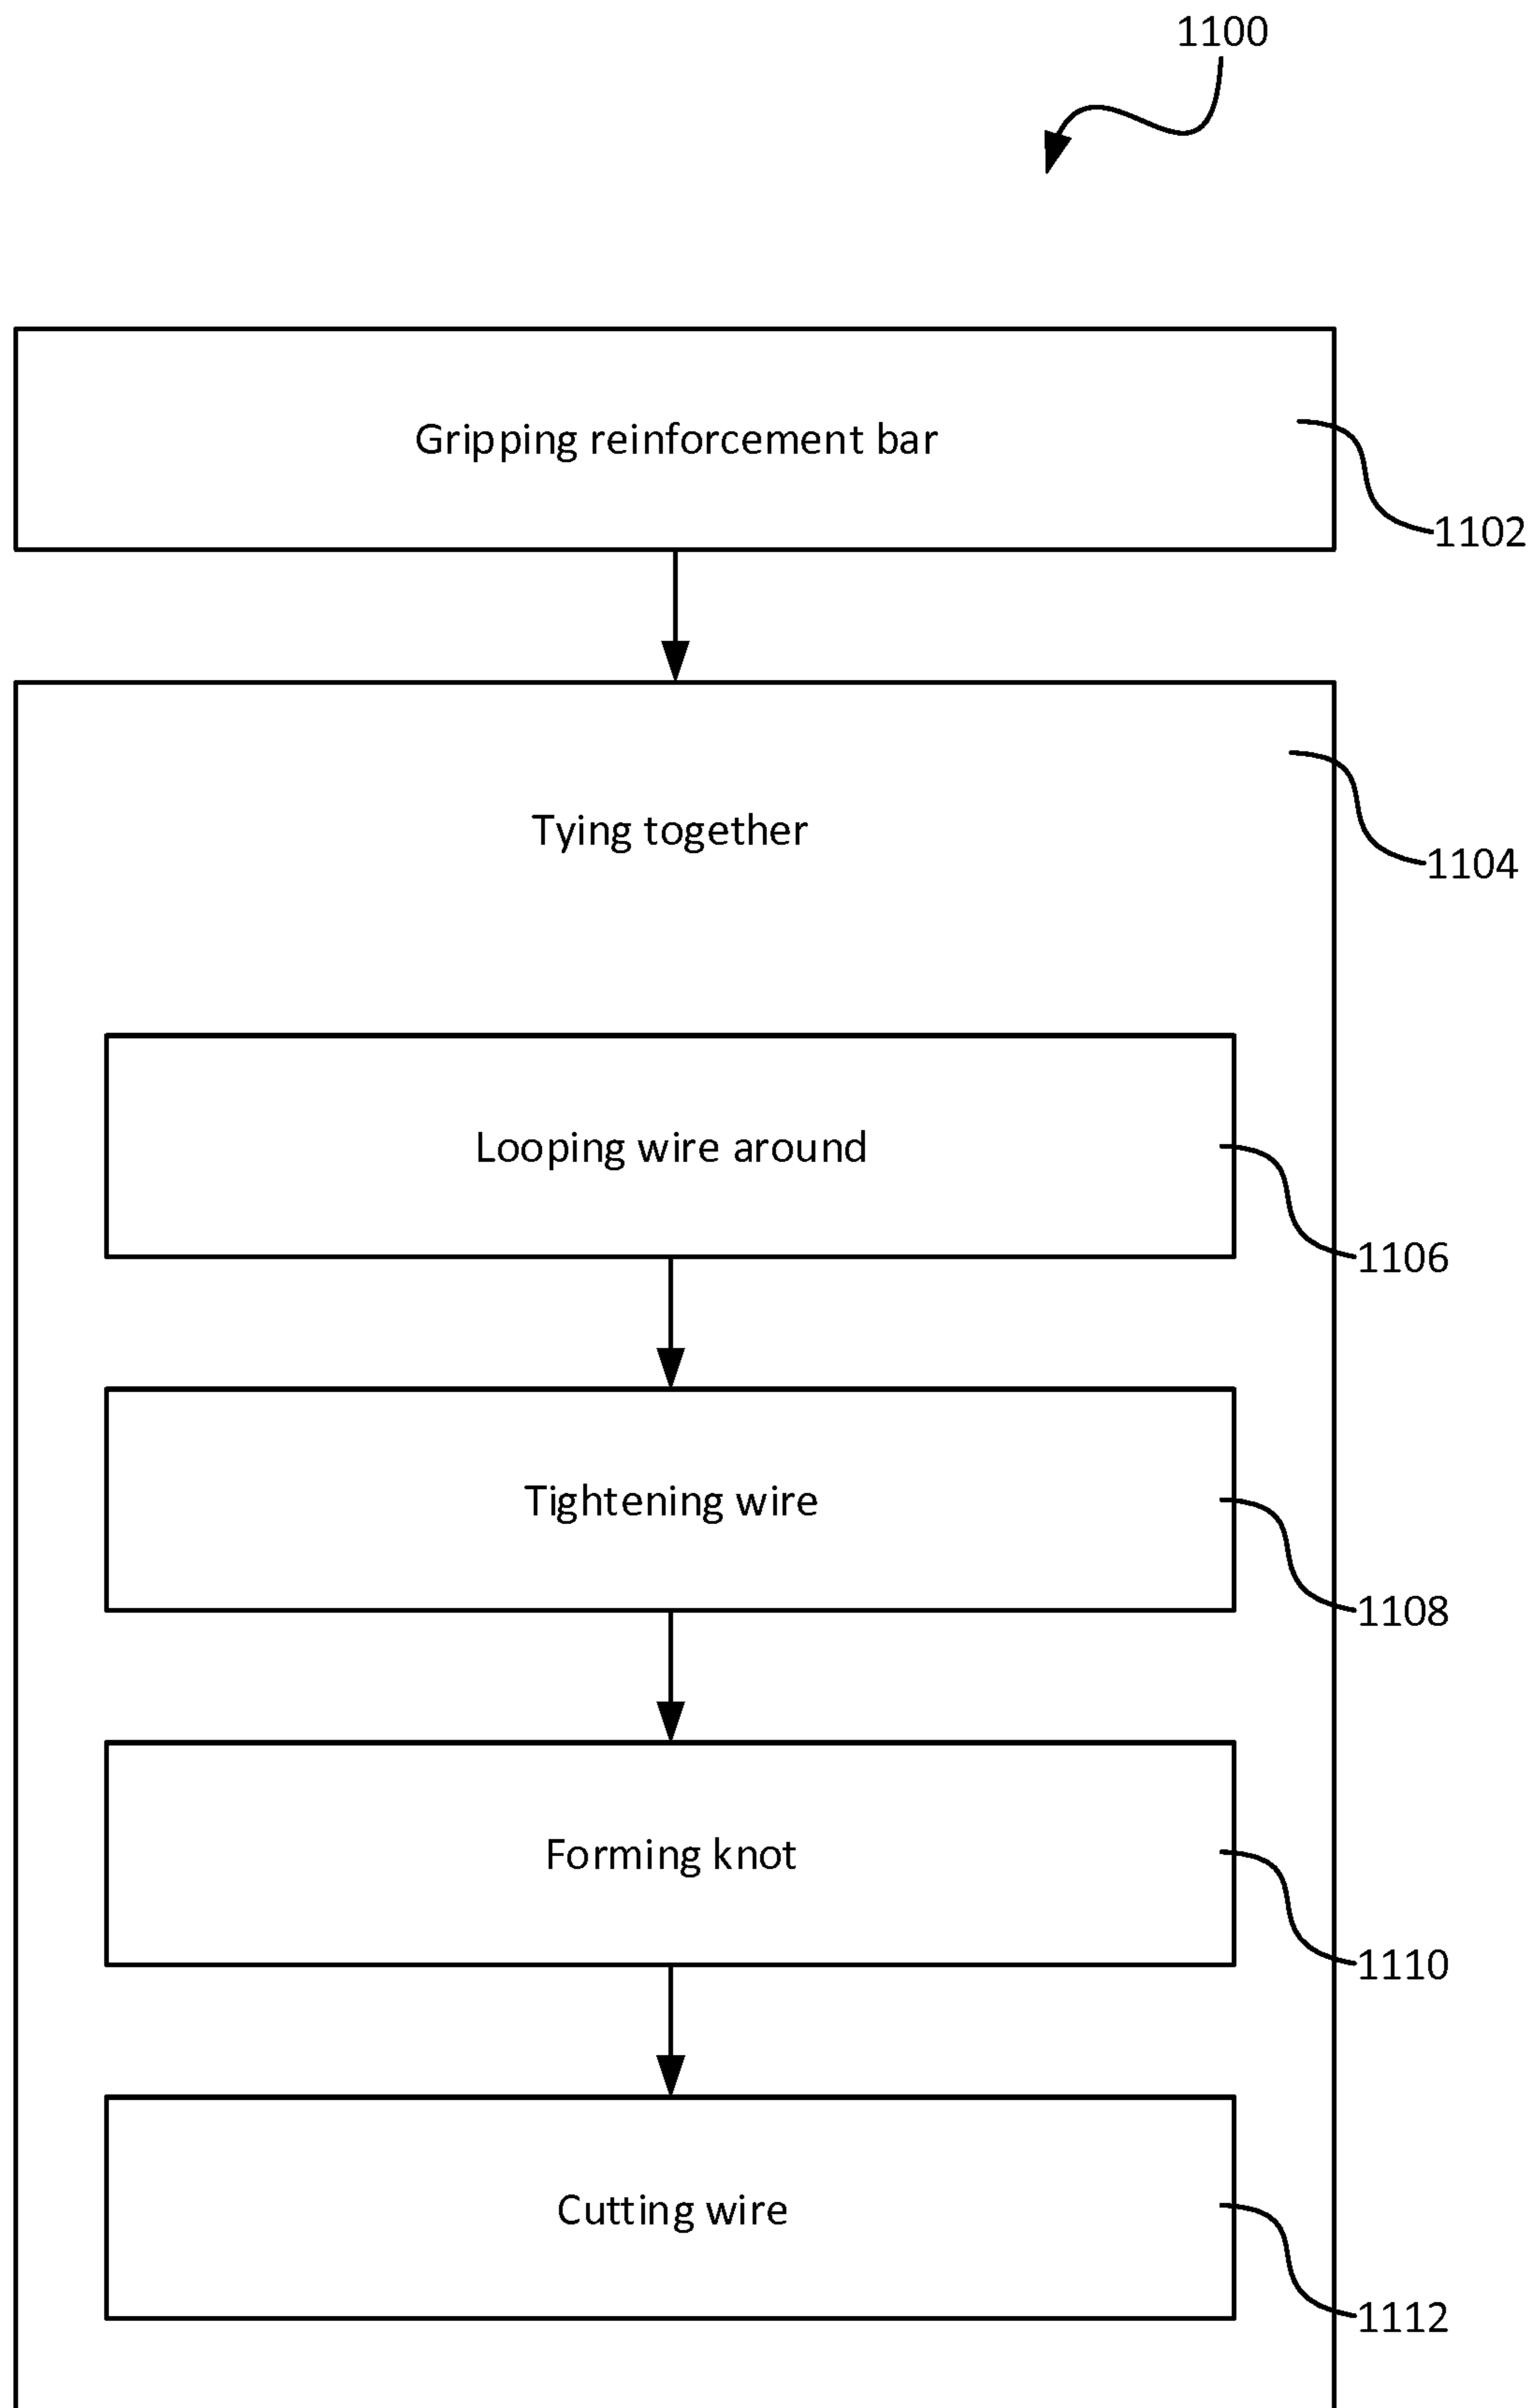 1100
Gripping reinforcement bar
1102
Tying together
1104
Looping wire around
1106
Tightening wire
1108
Forming knot
1110
Cutting wire
1112